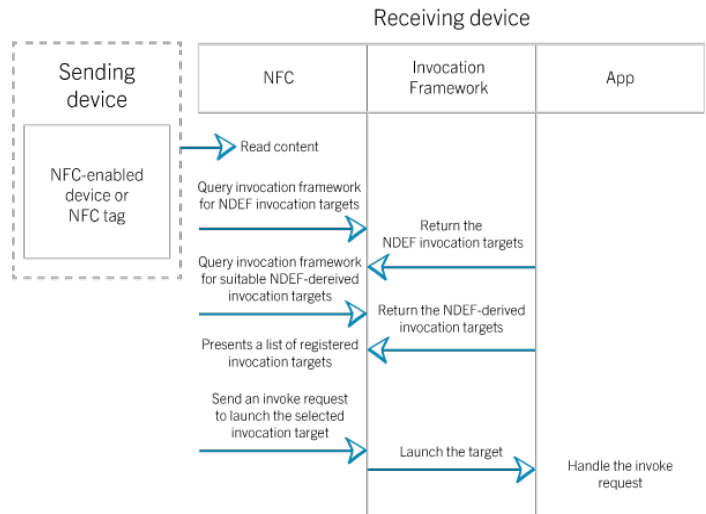 Receiving device
Sending
device
NFC
Invocation
Framework
App
NFC-enabled
device or
NFC tag
Read content
Query invocation framework
for NDEF invocation targets
Return the
NDEF invocation targets
Query invocation framework
for suitable NDEF-dereived
invocation targets
Return the NDEF-derived
invocation targets
Presents a list of registered
invocation targets
Send an invoke request
to launch the selected
invocation target
Launch the target
Handle the invoke
request